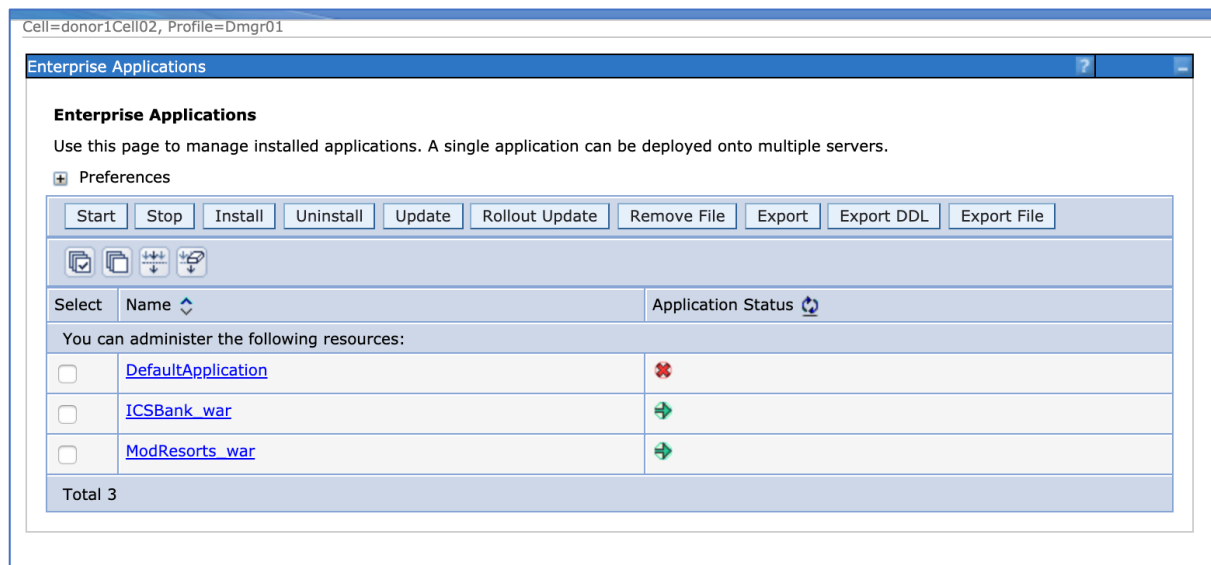 Cell=donor1Cell02, Profile=Dmgr01
Enterprise Applications ?
Enterprise Applications
Use this page to manage installed applications. A single application can be deployed onto multiple servers.
Preferences
Start Stop Install Uninstall Update Rollout Update Remove File Export Export DDL Export File
Select Name Application Status
You can administer the following resources:
DefaultApplication
ICSBank_war
ModResorts_war
Total 3